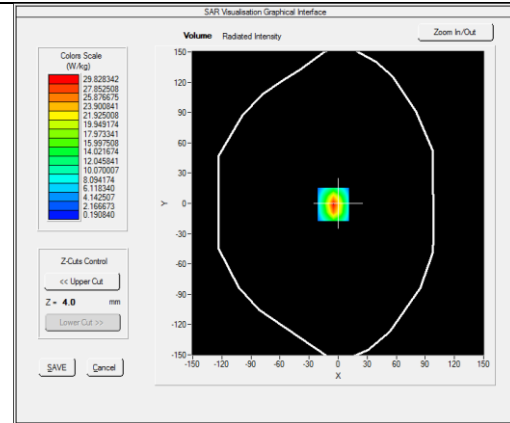 SAR Visualisation Graphical Interface
Volume Radiated Intensity
Zoom In/Out
Colors Scale
(W/kg)
29.828342
27.852508
25.876675
23.900841
21.925008
19.949174
17.973341
15.997508
14.021674
12.045841
10.070007
8.094174
6.118340
4.142507
2.166673
0.190840
Z-Cuts Control
<< Upper Cut
Z = 4.0 mm
Lower Cut >>
SAVE Cancel
150
120
90
60
30
Y 0
-30
-60
-90
-120
-150
-150 -120 -90 -60 -30 0 30 60 90 120 150
X